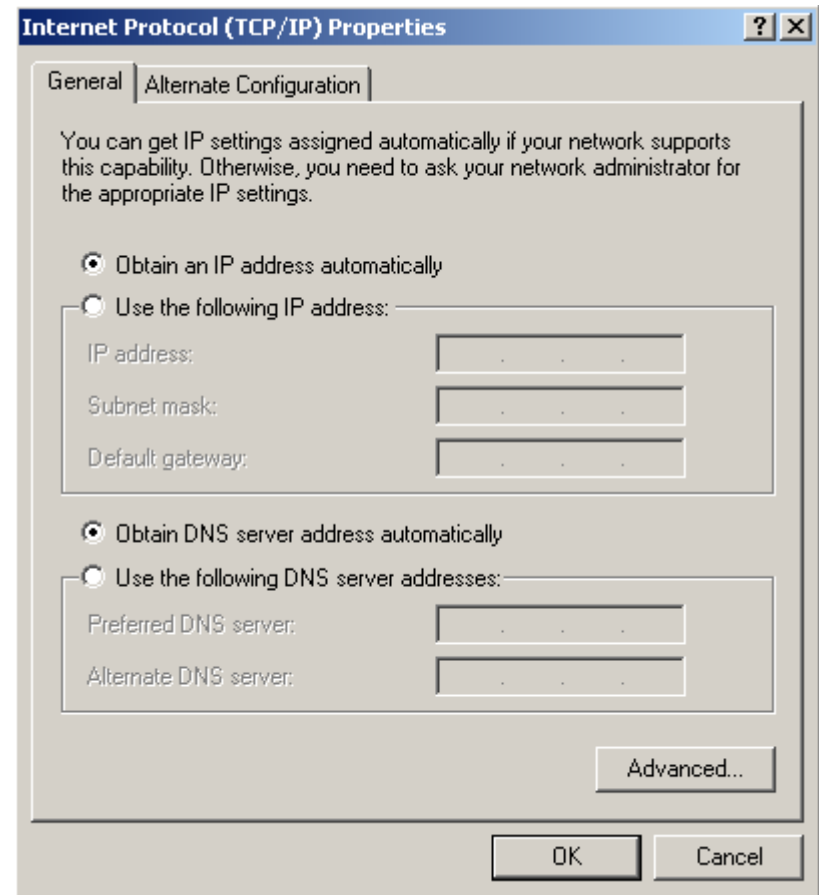 Internet Protocol (TCP/IP) Properties
General
Alternate Configuration
You can get IP settings assigned automatically if your network supports
this capability. Otherwise, you need to ask your network administrator for
the appropriate IP settings.
Obtain an IP address automatically
Use the following IP address:
IP address:
Subnet mask:
Default gateway:
Obtain DNS server address automatically
Use the following DNS server addresses:
Preferred DNS server:
Alternate DNS server:
Advanced...
OK
Cancel